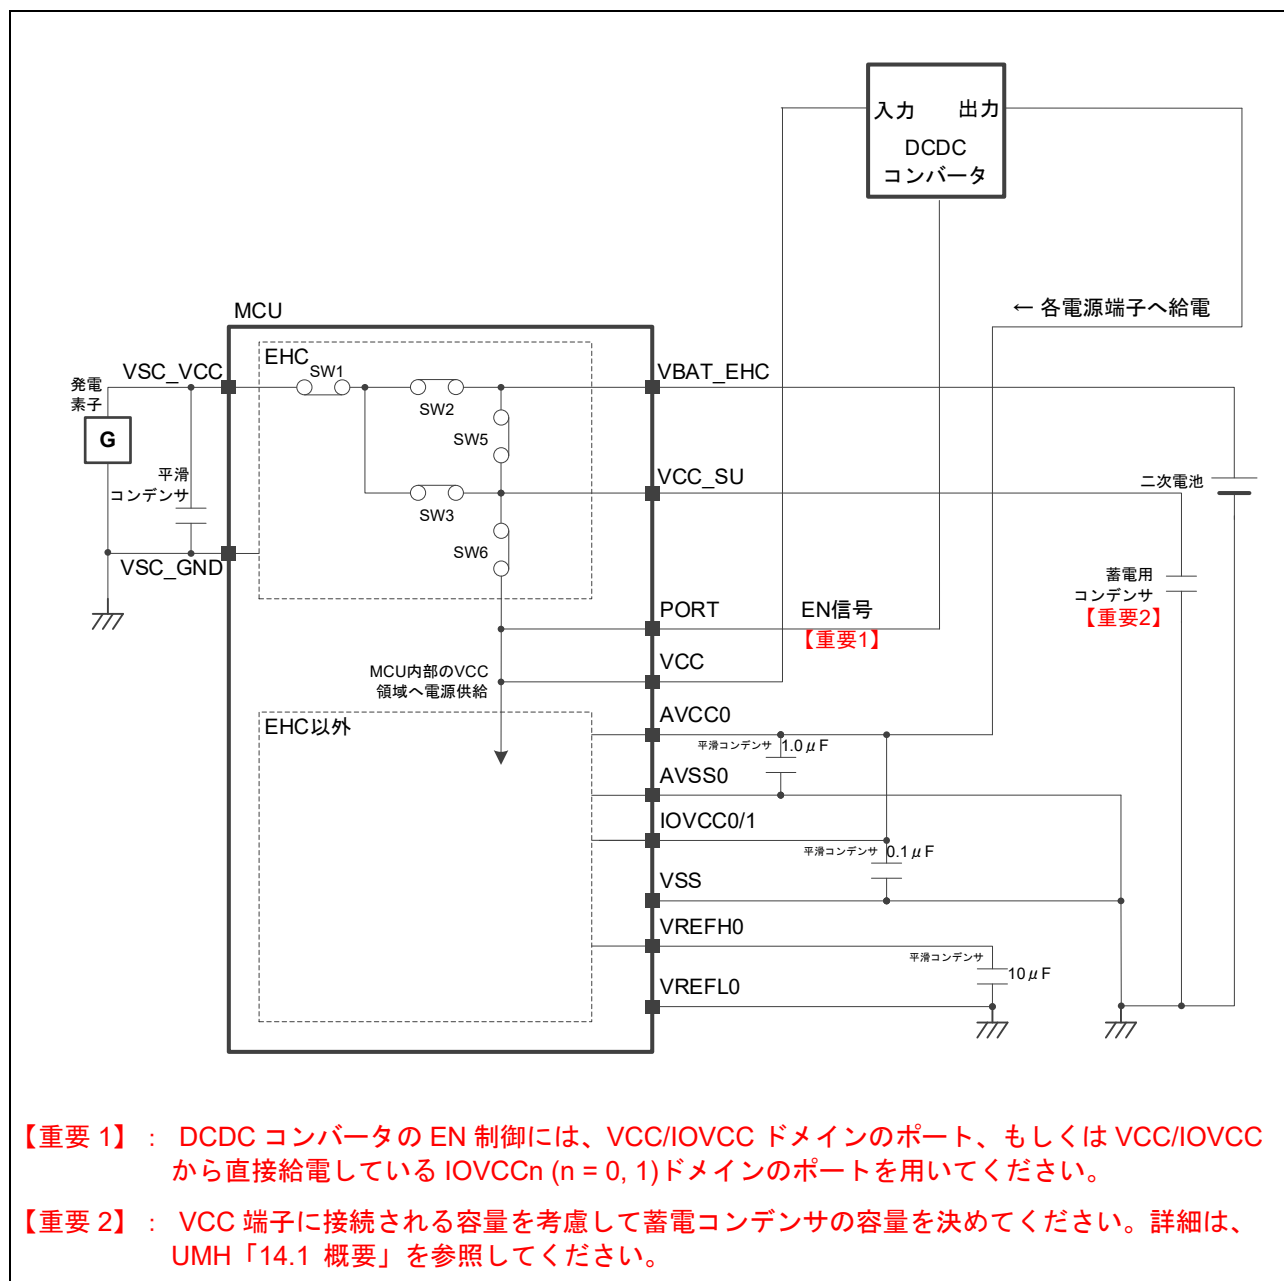 入力 出力
DCDC
コンバータ
← 各電源端子へ給電
MCU
EHC
VSC_VCC
SW1
VBAT_EHC
発電
素子
SW2
G
SW5
平滑
コンデンサ
VCC_SU
二次電池
SW3
SW6
VSC_GND
蓄電用
コンデンサ
【重要2】
PORT
EN信号
【重要1】
VCC
MCU内部のVCC
領域へ電源供給
AVCC0
EHC以外
平滑コンデンサ 1.0μF
AVSS0
IOVCC0/1
平滑コンデンサ 0.1μF
VSS
VREFH0
平滑コンデンサ
10μF
VREFL0
【重要 1】： DCDC コンバータの EN 制御には、VCC/IOVCC ドメインのポート、もしくは VCC/IOVCC
から直接給電している IOVCCn (n = 0, 1)ドメインのポートを用いてください。
【重要 2】： VCC 端子に接続される容量を考慮して蓄電コンデンサの容量を決めてください。詳細は、
UMH「14.1 概要」を参照してください。